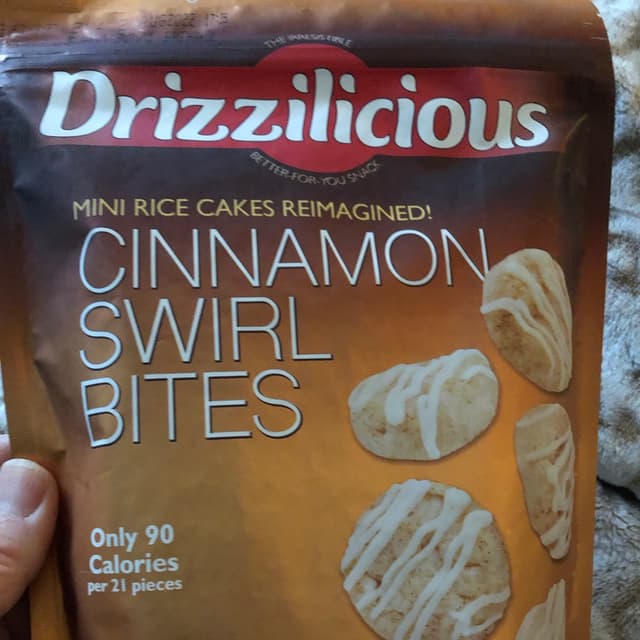 THE IRRESISTIBLE
Drizzilicious
BETTER-FOR-YOU SNACK
MINI RICE CAKES REIMAGINED!
CINNAMON
SWIRL
BITES
Only 90
Calories
per 21 pieces